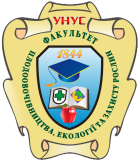 УНУС
ФАКУЛЬТЕТ
ПЛОДООВОЧІВНИЦТВА, ЕКОЛОГІЇ ТА ЗАХИСТУ РОСЛИН
1844